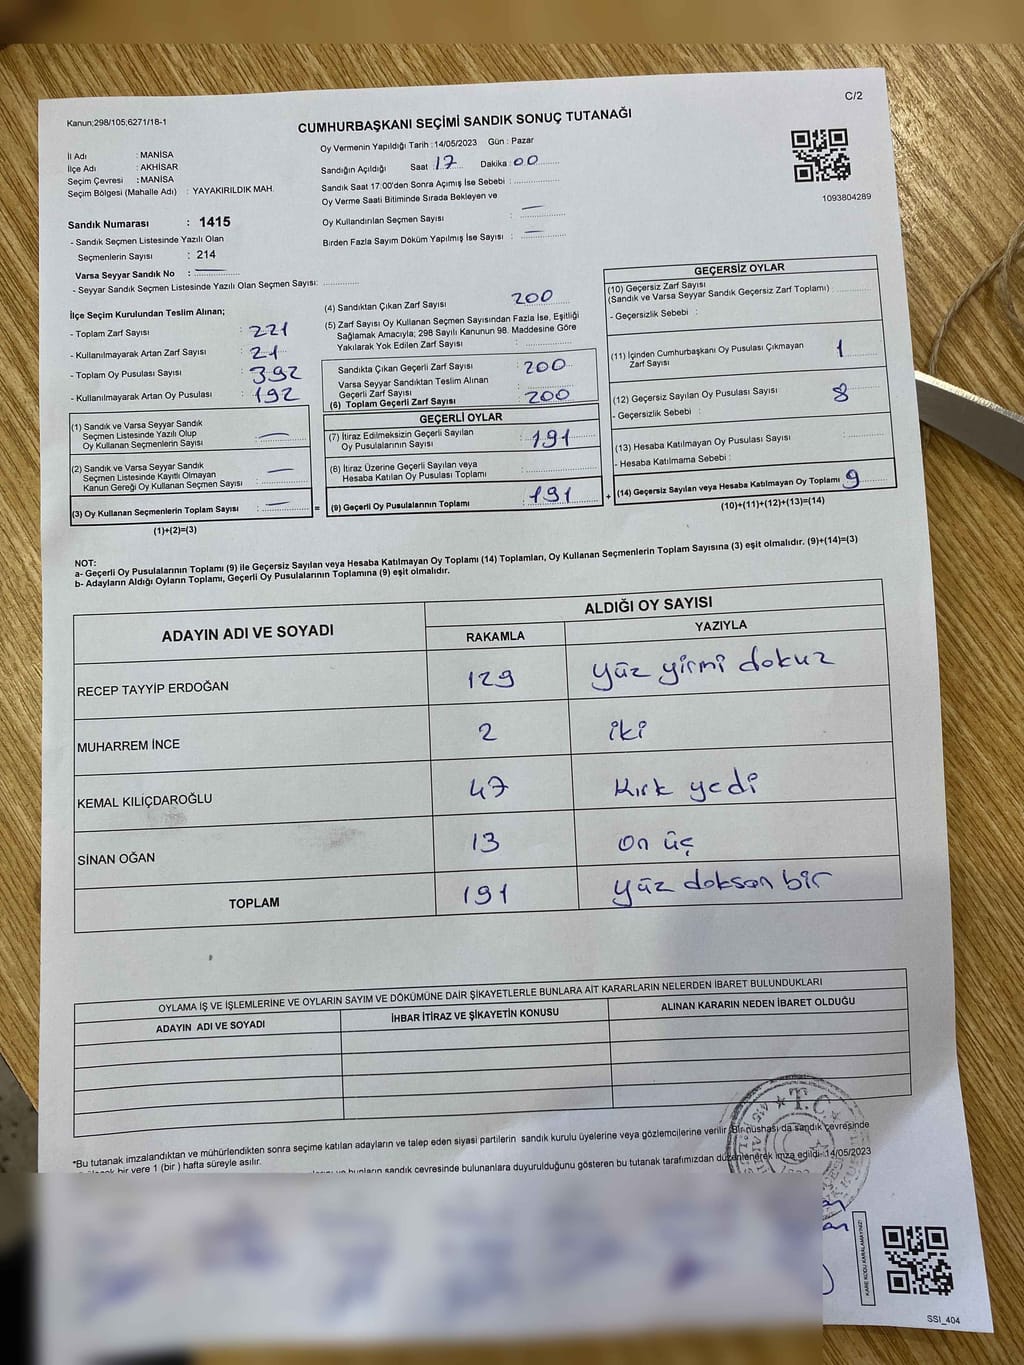 C/2
Kanun;298/105;6271/18-1
CUMHURBAŞKANI SEÇİMİ SANDIK SONUÇ TUTANAĞI
İl Adı : MANİSA
İlçe Adı : AKHİSAR
Seçim Çevresi : MANİSA
Seçim Bölgesi (Mahalle Adı) : YAYAKIRILDIK MAH.
Oy Vermenin Yapıldığı Tarih : 14/05/2023 Gün : Pazar
Sandığın Açıldığı Saat 17 Dakika 00
Sandık Saat 17:00'den Sonra Açımış İse Sebebi :
Oy Verme Saati Bitiminde Sırada Bekleyen ve
Oy Kullandırılan Seçmen Sayısı : —
Birden Fazla Sayım Döküm Yapılmış İse Sayısı : —
1093804289
Sandık Numarası : 1415
- Sandık Seçmen Listesinde Yazılı Olan
Seçmenlerin Sayısı : 214
Varsa Seyyar Sandık No : —
- Seyyar Sandık Seçmen Listesinde Yazılı Olan Seçmen Sayısı:
İlçe Seçim Kurulundan Teslim Alınan;
- Toplam Zarf Sayısı : 221
- Kullanılmayarak Artan Zarf Sayısı : 21
- Toplam Oy Pusulası Sayısı : 392
- Kullanılmayarak Artan Oy Pusulası : 192
(1) Sandık ve Varsa Seyyar Sandık
Seçmen Listesinde Yazılı Olup
Oy Kullanan Seçmenlerin Sayısı : —
(2) Sandık ve Varsa Seyyar Sandık
Seçmen Listesinde Kayıtlı Olmayan
Kanun Gereği Oy Kullanan Seçmen Sayısı : —
(3) Oy Kullanan Seçmenlerin Toplam Sayısı : —
(1)+(2)=(3)
(4) Sandıktan Çıkan Zarf Sayısı : 200
(5) Zarf Sayısı Oy Kullanan Seçmen Sayısından Fazla İse, Eşitliği
Sağlamak Amacıyla; 298 Sayılı Kanunun 98. Maddesine Göre
Yakılarak Yok Edilen Zarf Sayısı :
Sandıkta Çıkan Geçerli Zarf Sayısı : 200
Varsa Seyyar Sandıktan Teslim Alınan
Geçerli Zarf Sayısı
(6) Toplam Geçerli Zarf Sayısı : 200
GEÇERLİ OYLAR
(7) İtiraz Edilmeksizin Geçerli Sayılan
Oy Pusulalarının Sayısı : 191
(8) İtiraz Üzerine Geçerli Sayılan veya
Hesaba Katılan Oy Pusulası Toplamı :
= (9) Geçerli Oy Pusulalarının Toplamı : 191 +
GEÇERSİZ OYLAR
(10) Geçersiz Zarf Sayısı
(Sandık ve Varsa Seyyar Sandık Geçersiz Zarf Toplamı) :
- Geçersizlik Sebebi :
(11) İçinden Cumhurbaşkanı Oy Pusulası Çıkmayan
Zarf Sayısı : 1
(12) Geçersiz Sayılan Oy Pusulası Sayısı : 8
- Geçersizlik Sebebi :
(13) Hesaba Katılmayan Oy Pusulası Sayısı :
- Hesaba Katılmama Sebebi :
(14) Geçersiz Sayılan veya Hesaba Katılmayan Oy Toplamı : 9
(10)+(11)+(12)+(13)=(14)
NOT:
a- Geçerli Oy Pusulalarının Toplamı (9) ile Geçersiz Sayılan veya Hesaba Katılmayan Oy Toplamı (14) Toplamları, Oy Kullanan Seçmenlerin Toplam Sayısına (3) eşit olmalıdır. (9)+(14)=(3)
b- Adayların Aldığı Oyların Toplamı, Geçerli Oy Pusulalarının Toplamına (9) eşit olmalıdır.
ADAYIN ADI VE SOYADI ALDIĞI OY SAYISI
RAKAMLA YAZIYLA
RECEP TAYYİP ERDOĞAN 129 yüz yirmi dokuz
MUHARREM İNCE 2 iki
KEMAL KILIÇDAROĞLU 47 Kırk yedi
SİNAN OĞAN 13 on üç
TOPLAM 191 yüz doksan bir
OYLAMA İŞ VE İŞLEMLERİNE VE OYLARIN SAYIM VE DÖKÜMÜNE DAİR ŞİKAYETLERLE BUNLARA AİT KARARLARIN NELERDEN İBARET BULUNDUKLARI
ADAYIN ADI VE SOYADI İHBAR İTİRAZ VE ŞİKAYETİN KONUSU ALINAN KARARIN NEDEN İBARET OLDUĞU
*Bu tutanak imzalandıktan ve mühürlendikten sonra seçime katılan adayların ve talep eden siyasi partilerin sandık kurulu üyelerine veya gözlemcilerine verilir. Bir nüshası da sandık çevresinde
bir yere 1 (bir) hafta süreyle asılır.
bunların sandık çevresinde bulunanlara duyurulduğunu gösteren bu tutanak tarafımızdan düzenlenerek imza edildi. 14/05/2023
T.C.
KARE KODU KARALAMAYINIZ!
SSI_404